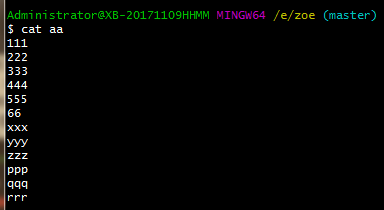 Administrator@XB-20171109HHMM MINGW64 /e/zoe (master)
$ cat aa
111
222
333
444
555
66
xxx
yyy
zzz
ppp
qqq
rrr